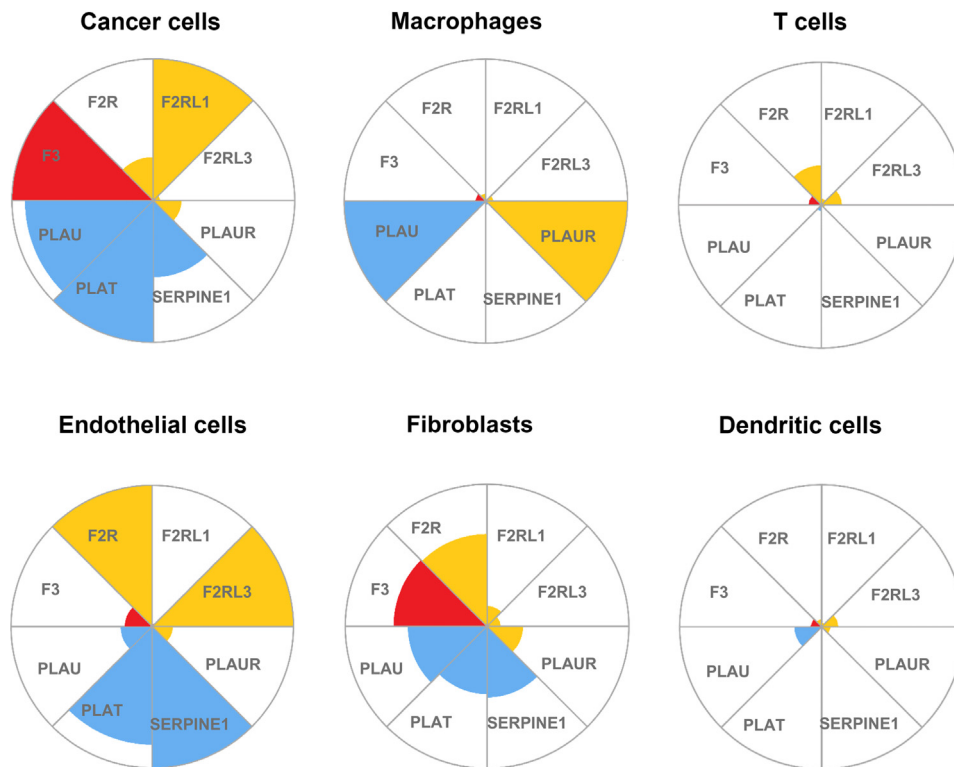 Cancer cells
F2R
F2RL1
F3
F2RL3
PLAU
PLAUR
PLAT
SERPINE1
Macrophages
F2R
F2RL1
F3
F2RL3
PLAU
PLAUR
PLAT
SERPINE1
T cells
F2R
F2RL1
F3
F2RL3
PLAU
PLAUR
PLAT
SERPINE1
Endothelial cells
F2R
F2RL1
F3
F2RL3
PLAU
PLAUR
PLAT
SERPINE1
Fibroblasts
F2R
F2RL1
F3
F2RL3
PLAU
PLAUR
PLAT
SERPINE1
Dendritic cells
F2R
F2RL1
F3
F2RL3
PLAU
PLAUR
PLAT
SERPINE1